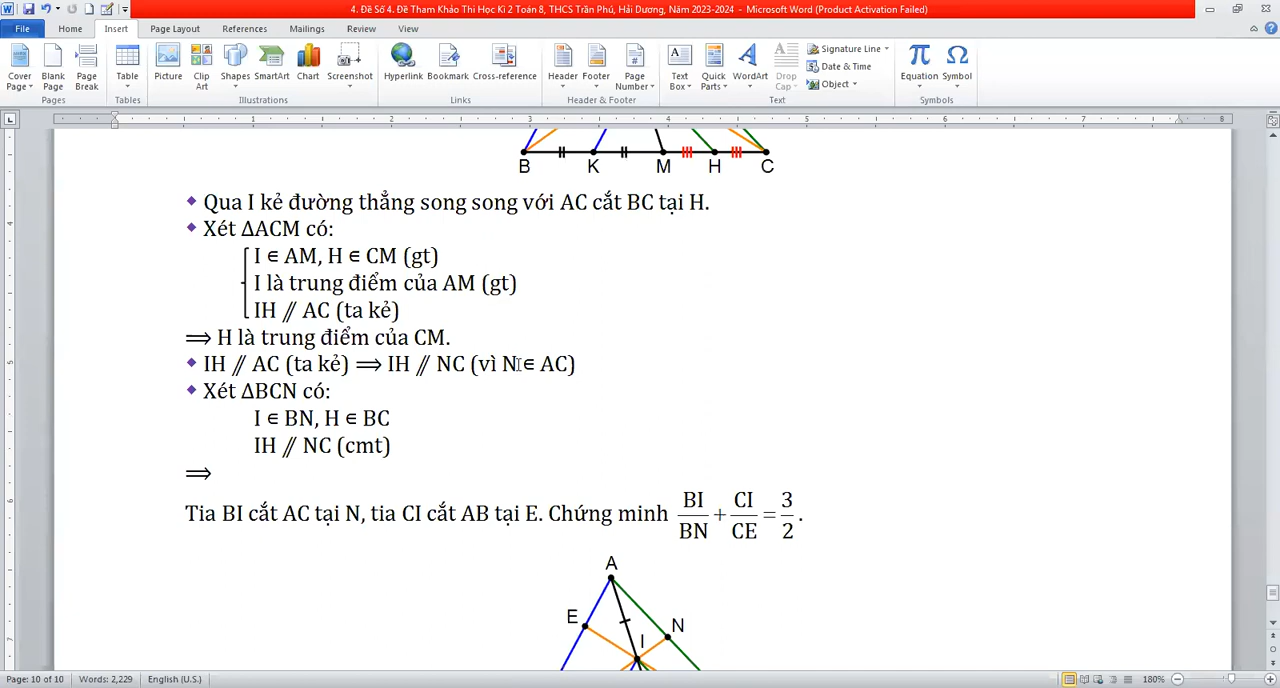 4. Đề Số 4. Đề Tham Khảo Thi Học Kì 2 Toán 8, THCS Trần Phú, Hải Dương, Năm 2023-2024 - Microsoft Word (Product Activation Failed)
File Home Insert Page Layout References Mailings Review View
Cover Page Blank Page Page Break Table Picture Clip Art Shapes SmartArt Chart Screenshot Hyperlink Bookmark Cross-reference Header Footer Page Number Text Box Quick Parts WordArt Drop Cap Signature Line Date & Time Object Equation Symbol
Pages Tables Illustrations Links Header & Footer Text Symbols
1 2 3 4 5 6 7 8
B K M H C
Qua I kẻ đường thẳng song song với AC cắt BC tại H.
Xét ΔACM có:
I ∈ AM, H ∈ CM (gt)
I là trung điểm của AM (gt)
IH ⫽ AC (ta kẻ)
⟹ H là trung điểm của CM.
IH ⫽ AC (ta kẻ) ⟹ IH ⫽ NC (vì N ∈ AC)
Xét ΔBCN có:
I ∈ BN, H ∈ BC
IH ⫽ NC (cmt)
⟹
Tia BI cắt AC tại N, tia CI cắt AB tại E. Chứng minh BI/BN + CI/CE = 3/2.
A
E
N
I
Page: 10 of 10 Words: 2,229 English (U.S.) 180%